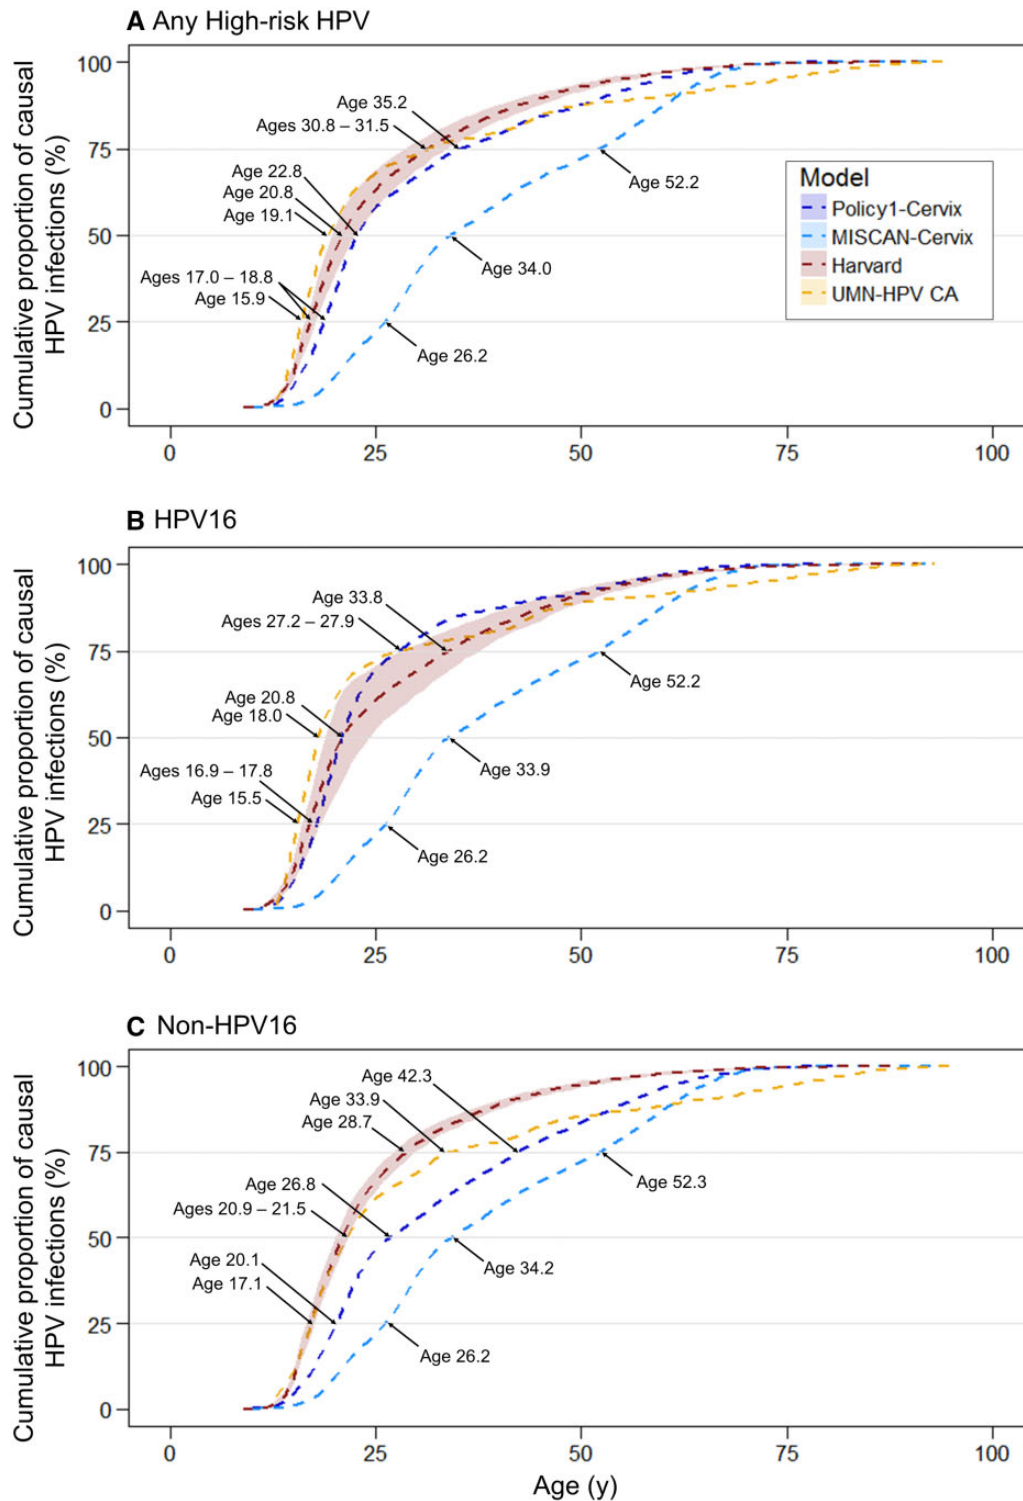 A Any High-risk HPV
Cumulative proportion of causal
HPV infections (%)
100
75
50
25
0
Age 35.2
Ages 30.8 – 31.5
Age 22.8
Age 20.8
Age 19.1
Ages 17.0 – 18.8
Age 15.9
Age 52.2
Age 34.0
Age 26.2
Model
Policy1-Cervix
MISCAN-Cervix
Harvard
UMN-HPV CA
0 25 50 75 100
B HPV16
Cumulative proportion of causal
HPV infections (%)
100
75
50
25
0
Age 33.8
Ages 27.2 – 27.9
Age 20.8
Age 18.0
Ages 16.9 – 17.8
Age 15.5
Age 52.2
Age 33.9
Age 26.2
0 25 50 75 100
C Non-HPV16
Cumulative proportion of causal
HPV infections (%)
100
75
50
25
0
Age 42.3
Age 33.9
Age 28.7
Age 26.8
Ages 20.9 – 21.5
Age 20.1
Age 17.1
Age 52.3
Age 34.2
Age 26.2
0 25 50 75 100
Age (y)